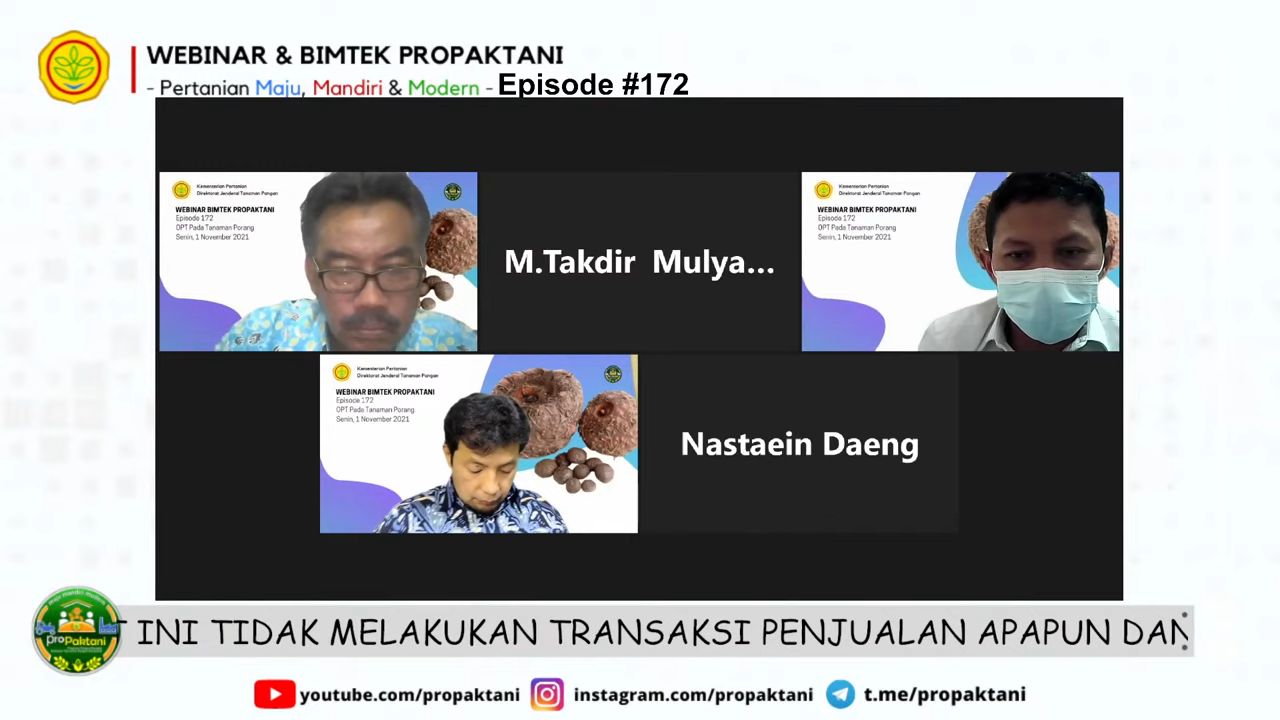 WEBINAR & BIMTEK PROPAKTANI
- Pertanian Maju, Mandiri & Modern - Episode #172
Kementerian Pertanian
Direktorat Jenderal Tanaman Pangan
WEBINAR BIMTEK PROPAKTANI
Episode 172
OPT Pada Tanaman Porang
Senin, 1 November 2021
M.Takdir Mulya...
Kementerian Pertanian
Direktorat Jenderal Tanaman Pangan
WEBINAR BIMTEK PROPAKTANI
Episode 172
OPT Pada Tanaman Porang
Senin, 1 November 2021
Kementerian Pertanian
Direktorat Jenderal Tanaman Pangan
WEBINAR BIMTEK PROPAKTANI
Episode 172
OPT Pada Tanaman Porang
Senin, 1 November 2021
Nastaein Daeng
maju mandiri modern
proPaktani
T INI TIDAK MELAKUKAN TRANSAKSI PENJUALAN APAPUN DAN
youtube.com/propaktani instagram.com/propaktani t.me/propaktani